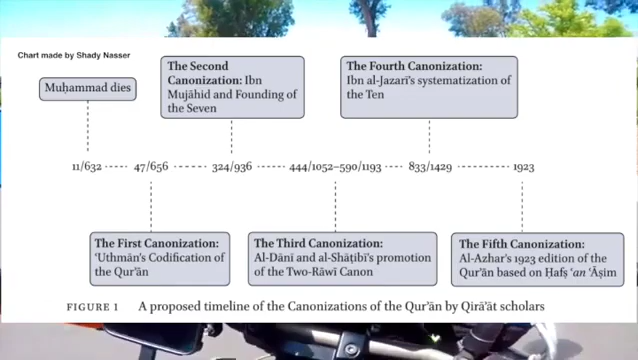 Chart made by Shady Nasser
Muḥammad dies
The Second
Canonization: Ibn
Mujāhid and Founding of
the Seven
The Fourth Canonization:
Ibn al-Jazarī’s systematization of
the Ten
11/632 47/656 324/936 444/1052–590/1193 833/1429 1923
The First Canonization:
ʿUthmān’s Codification of
the Qurʾān
The Third Canonization:
Al-Dānī and al-Shāṭibī’s promotion
of the Two-Rāwī Canon
The Fifth Canonization:
Al-Azhar’s 1923 edition of the
Qurʾān based on Ḥafṣ ʿan ʿĀṣim
FIGURE 1 A proposed timeline of the Canonizations of the Qurʾān by Qirāʾāt scholars